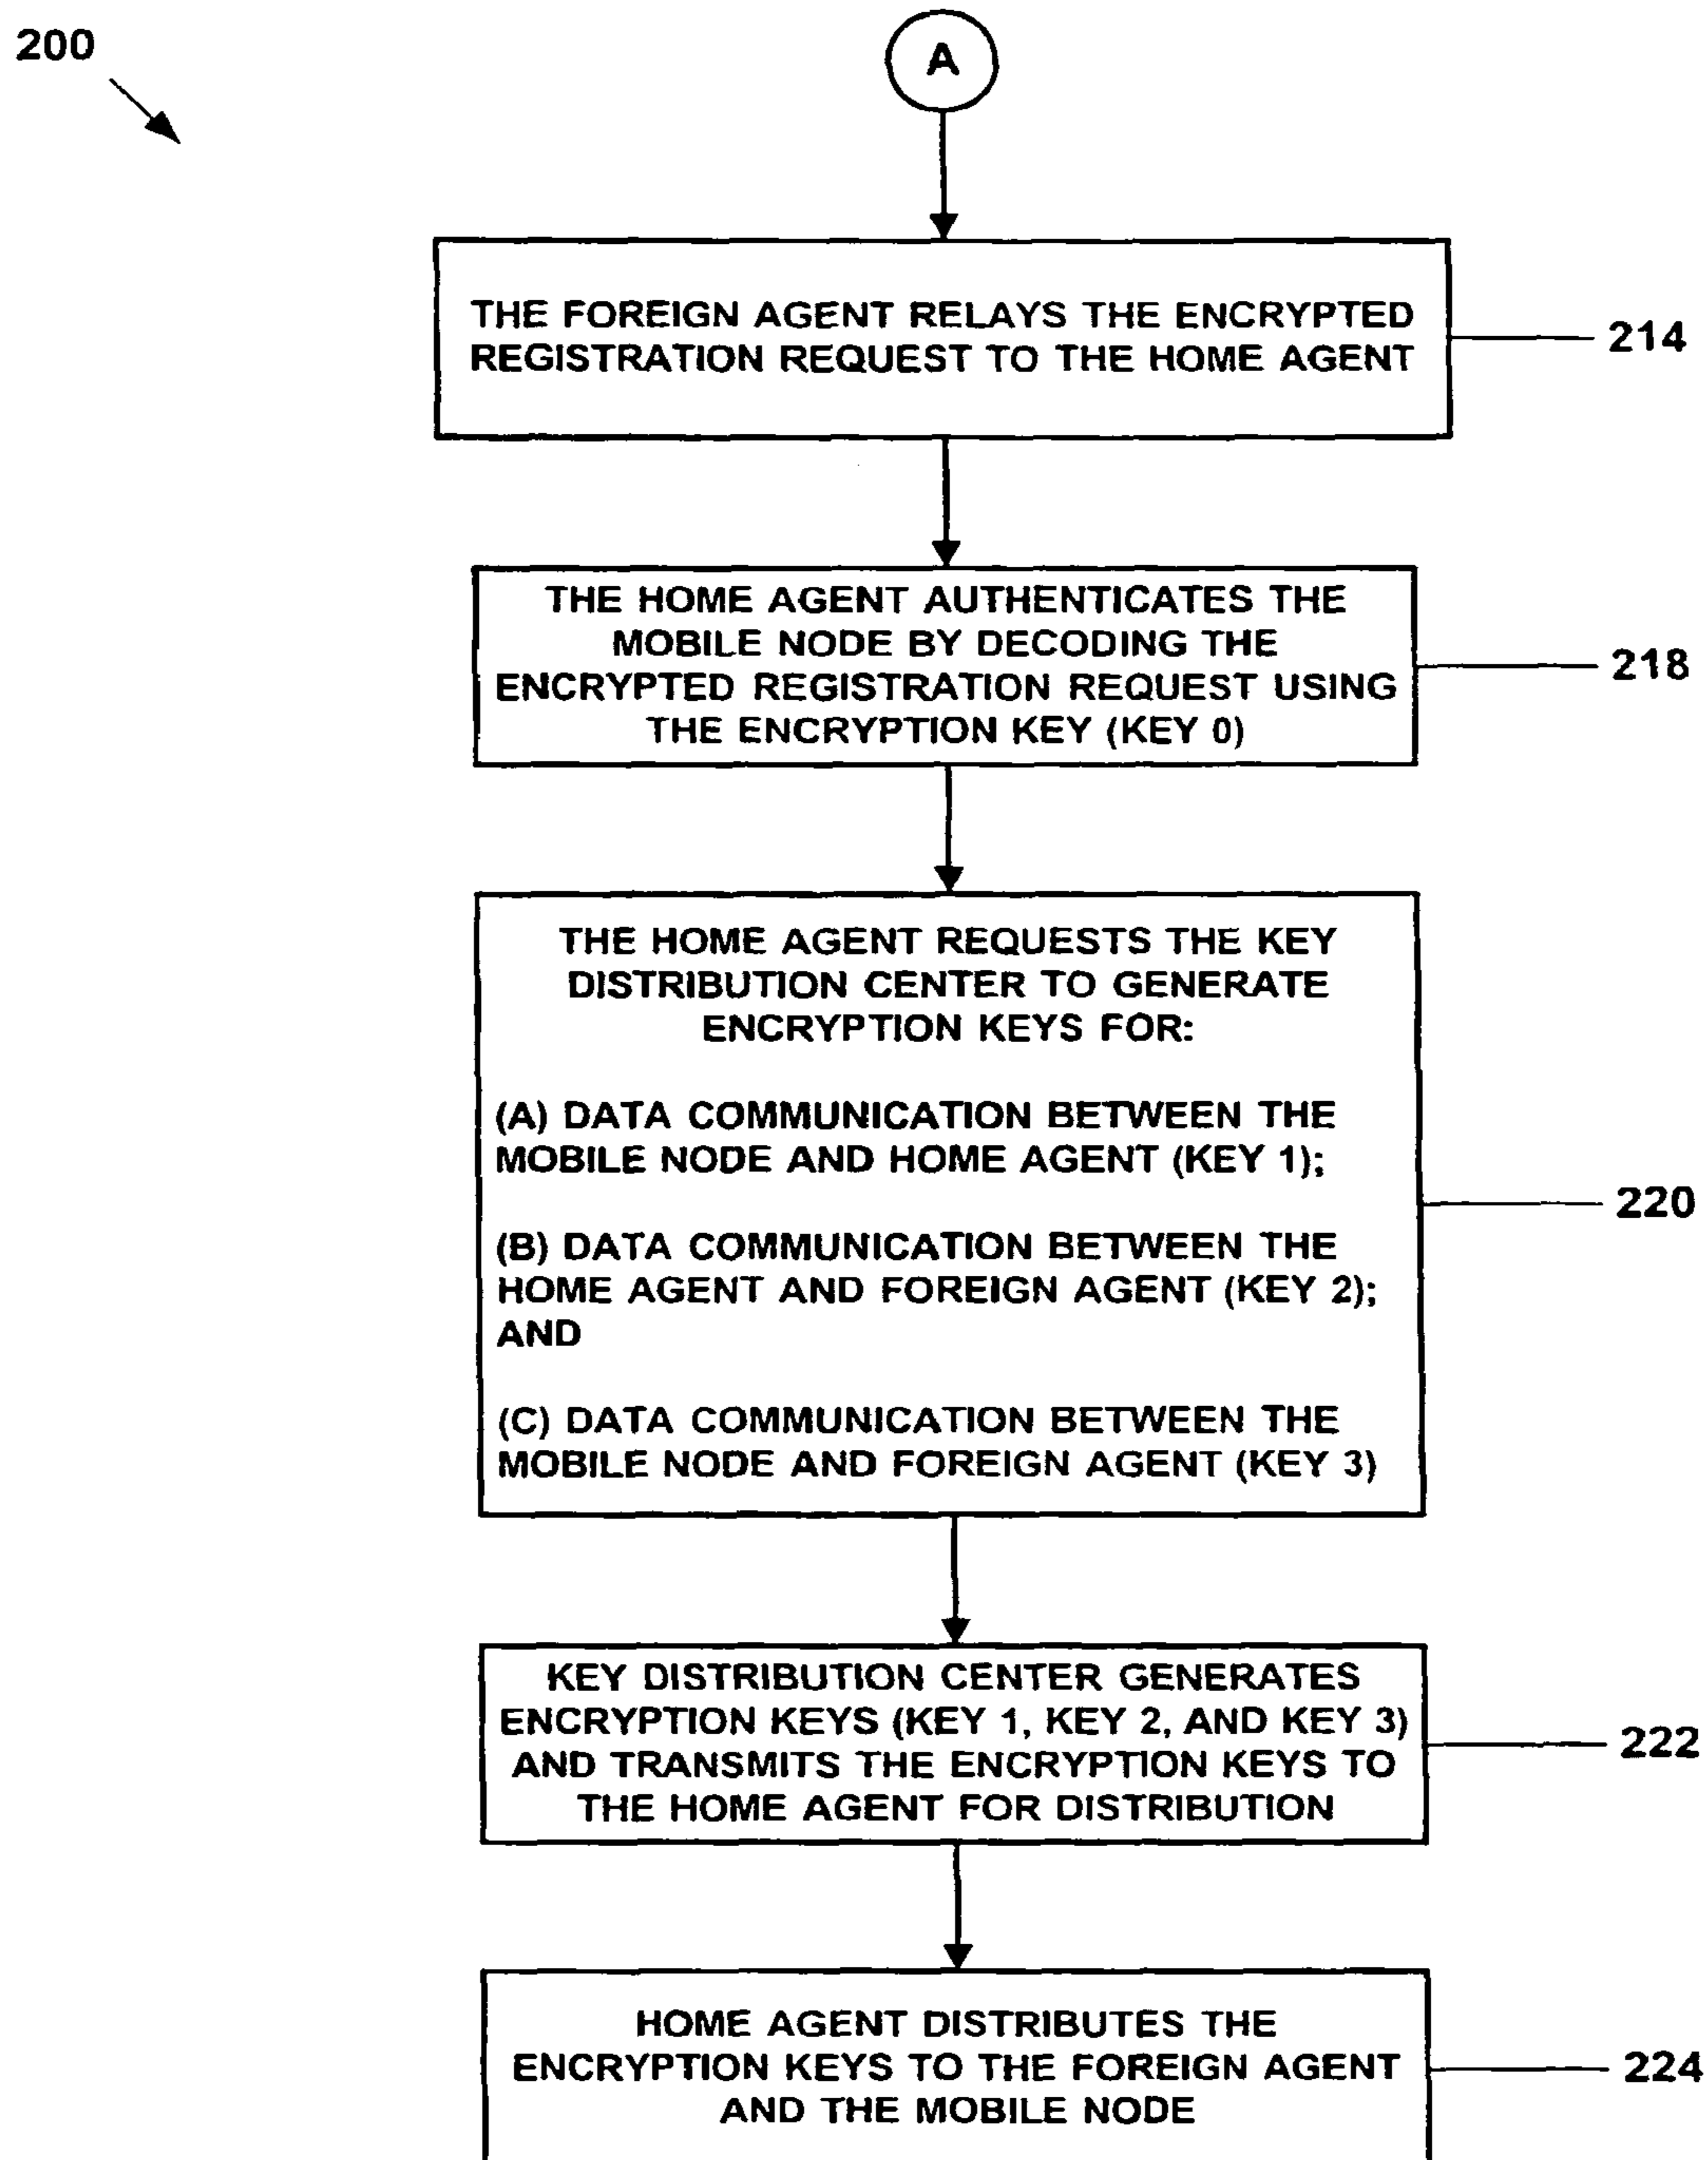 200
A
THE FOREIGN AGENT RELAYS THE ENCRYPTED
REGISTRATION REQUEST TO THE HOME AGENT
214
THE HOME AGENT AUTHENTICATES THE
MOBILE NODE BY DECODING THE
ENCRYPTED REGISTRATION REQUEST USING
THE ENCRYPTION KEY (KEY 0)
218
THE HOME AGENT REQUESTS THE KEY
DISTRIBUTION CENTER TO GENERATE
ENCRYPTION KEYS FOR:
(A) DATA COMMUNICATION BETWEEN THE
MOBILE NODE AND HOME AGENT (KEY 1);
(B) DATA COMMUNICATION BETWEEN THE
HOME AGENT AND FOREIGN AGENT (KEY 2);
AND
(C) DATA COMMUNICATION BETWEEN THE
MOBILE NODE AND FOREIGN AGENT (KEY 3)
220
KEY DISTRIBUTION CENTER GENERATES
ENCRYPTION KEYS (KEY 1, KEY 2, AND KEY 3)
AND TRANSMITS THE ENCRYPTION KEYS TO
THE HOME AGENT FOR DISTRIBUTION
222
HOME AGENT DISTRIBUTES THE
ENCRYPTION KEYS TO THE FOREIGN AGENT
AND THE MOBILE NODE
224